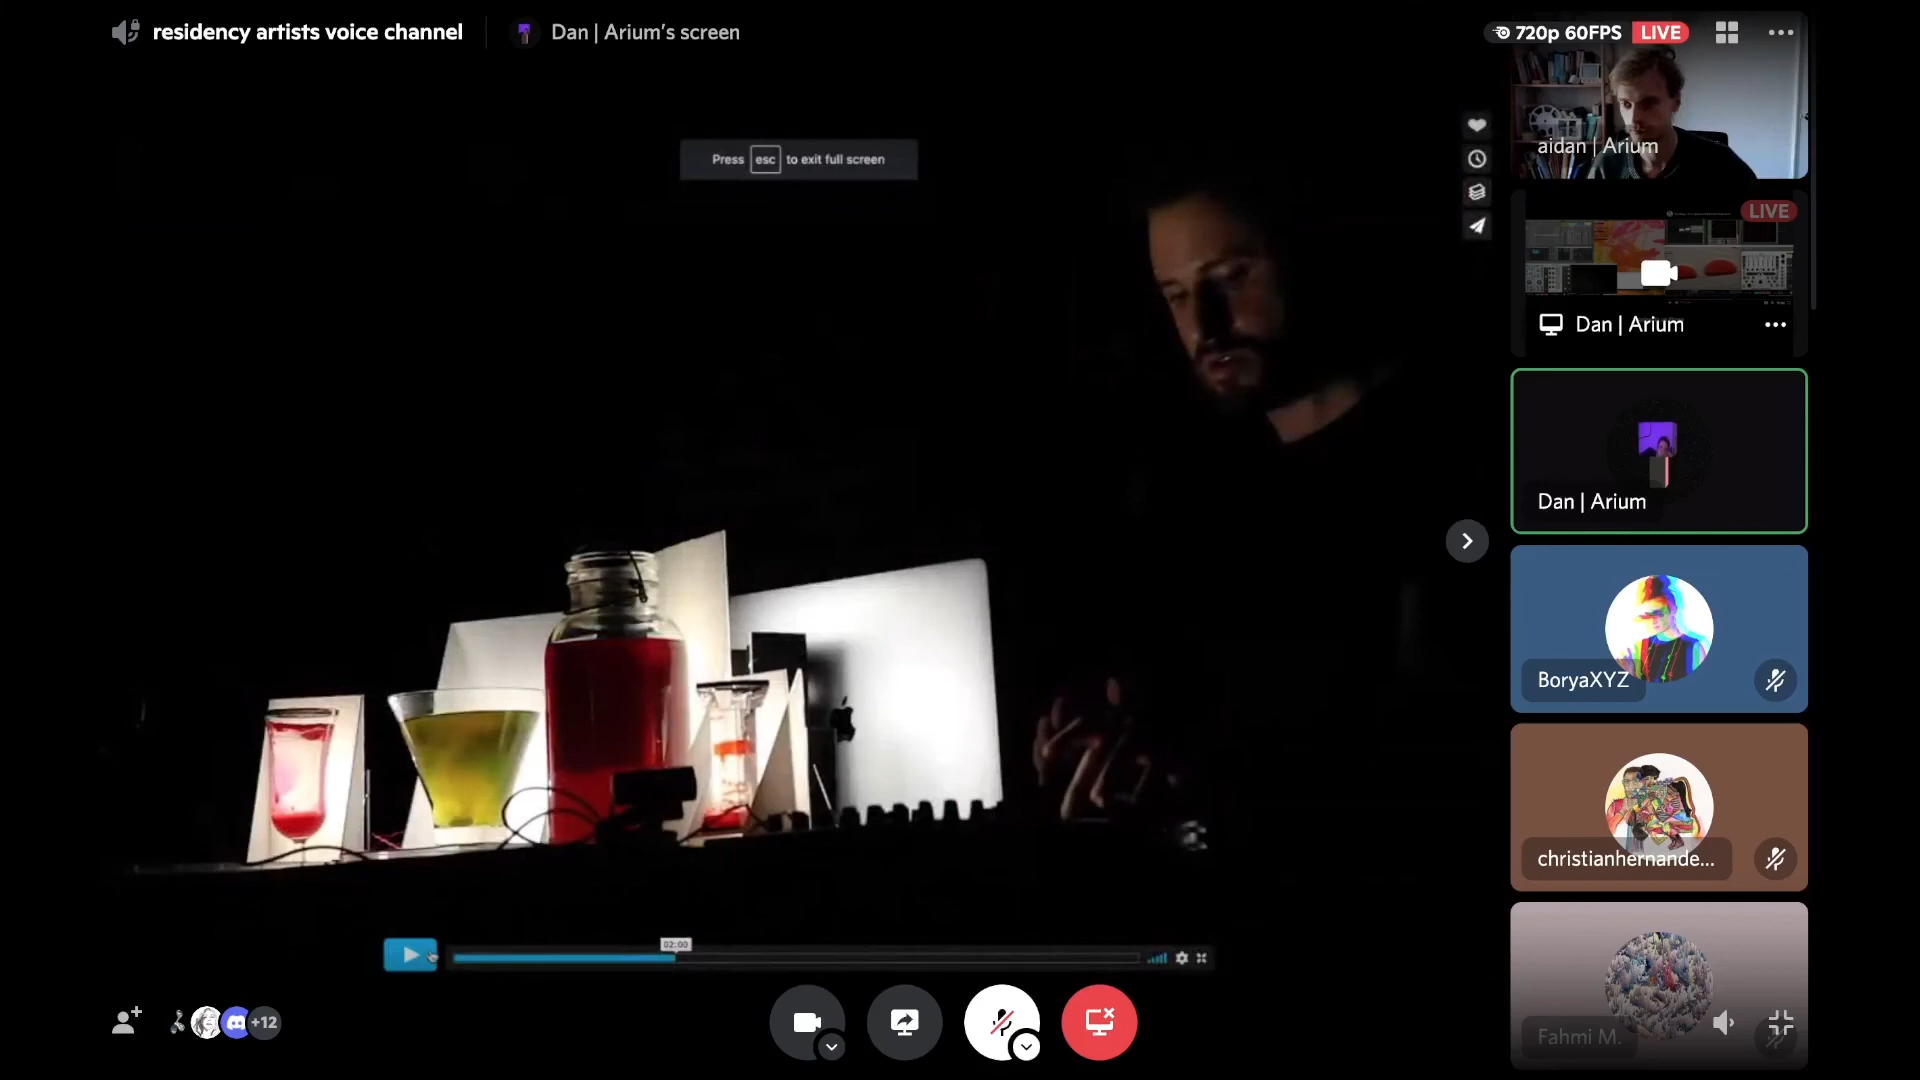 residency artists voice channel
Dan | Arium's screen
720p 60FPS LIVE
Press esc to exit full screen
aidan | Arium
LIVE
Dan | Arium
Dan | Arium
BoryaXYZ
christianhernande...
Fahmi M.
02:00
+12